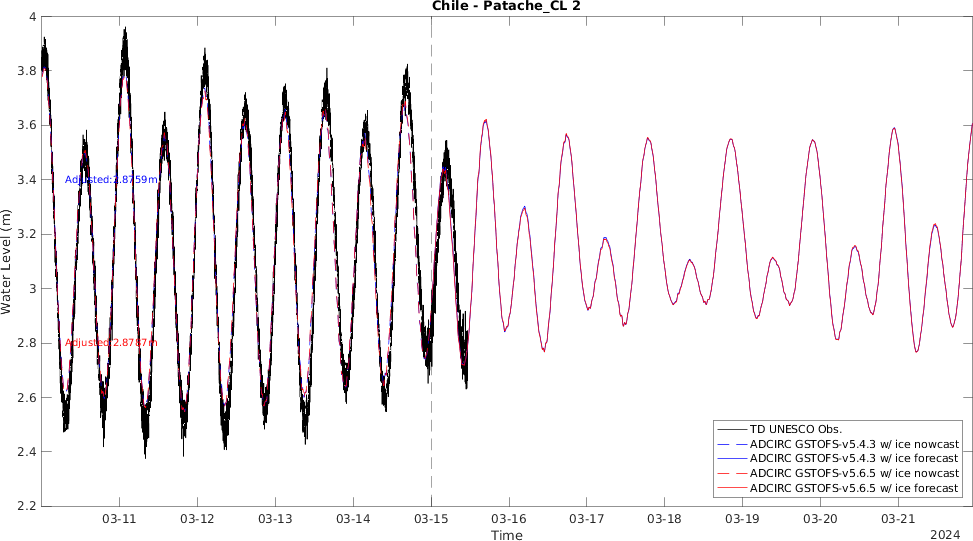 Chile - Patache_CL 2
4
3.8
3.6
3.4
3.2
3
2.8
2.6
2.4
2.2
Water Level (m)
Adjusted:2.8759m
Adjusted:2.8787m
TD UNESCO Obs.
ADCIRC GSTOFS-v5.4.3 w/ ice nowcast
ADCIRC GSTOFS-v5.4.3 w/ ice forecast
ADCIRC GSTOFS-v5.6.5 w/ ice nowcast
ADCIRC GSTOFS-v5.6.5 w/ ice forecast
03-11 03-12 03-13 03-14 03-15 03-16 03-17 03-18 03-19 03-20 03-21
Time
2024